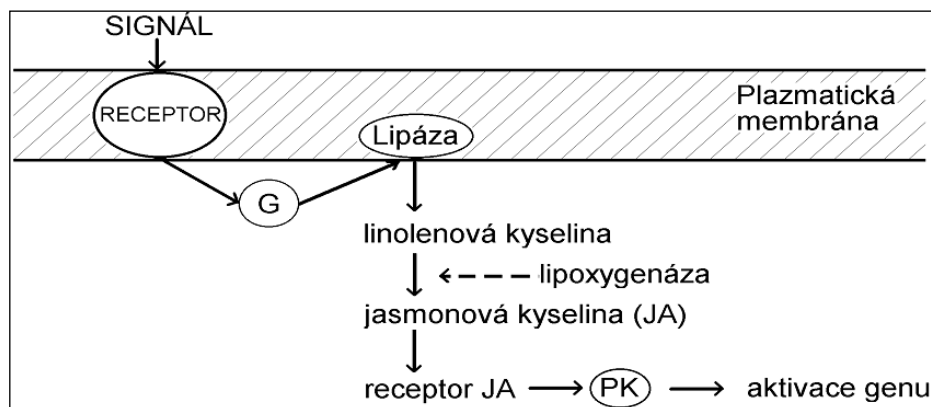 SIGNÁL
RECEPTOR
Plazmatická
membrána
Lipáza
G
linolenová kyselina
lipoxygenáza
jasmonová kyselina (JA)
receptor JA
PK
aktivace genu